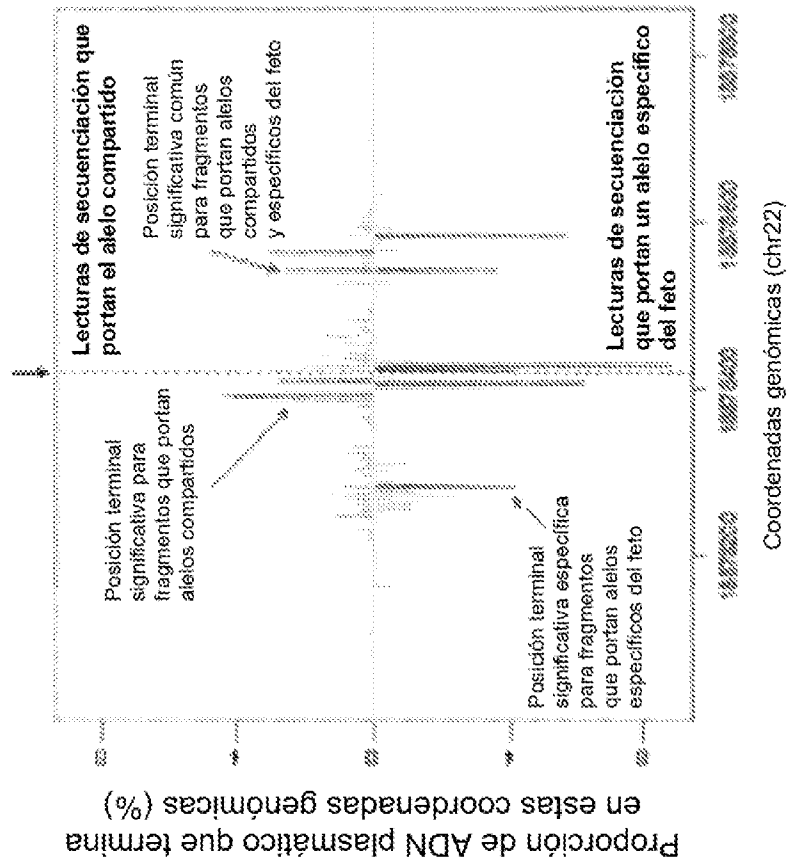 Proporción de ADN plasmático que termina
en estas coordenadas genómicas (%)
Lecturas de secuenciación que
portan el alelo compartido
Posición terminal
significativa común
para fragmentos
que portan alelos
compartidos
y específicos del feto
Posición terminal
significativa para
fragmentos que portan
alelos compartidos
Lecturas de secuenciación
que portan un alelo específico
del feto
Posición terminal
significativa específica
para fragmentos
que portan alelos
específicos del feto
Coordenadas genómicas (chr22)